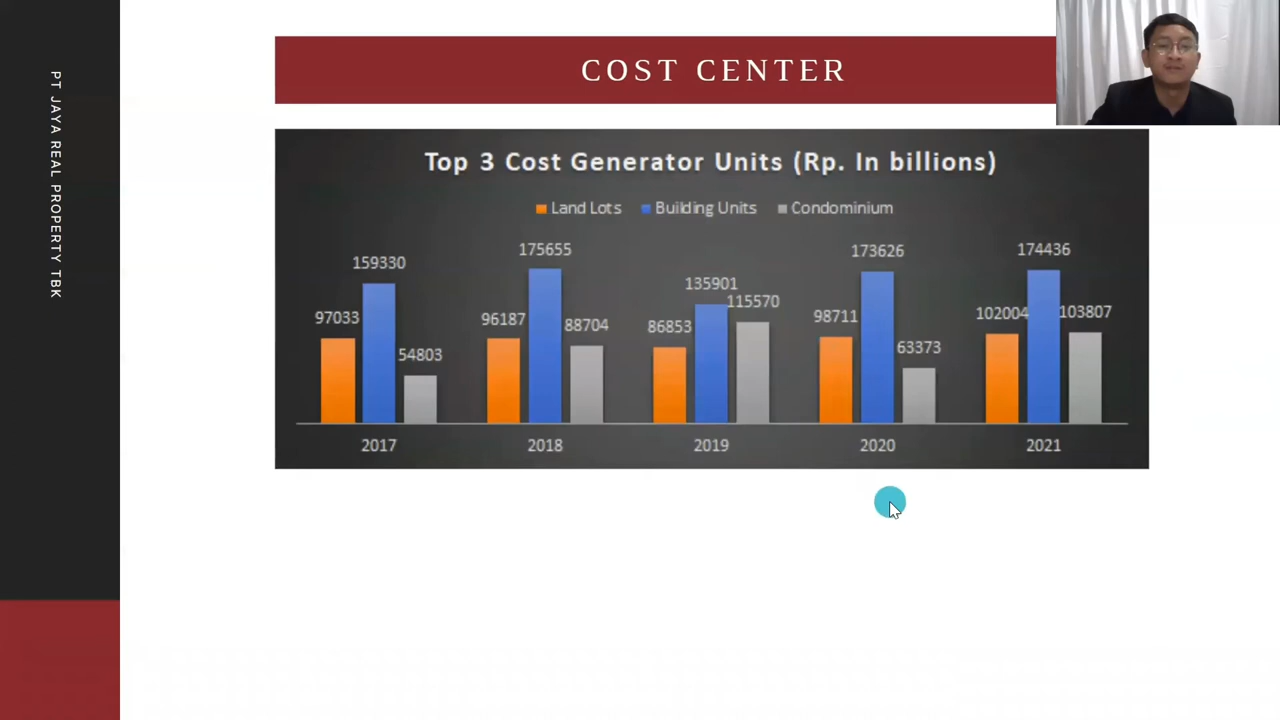 PT JAYA REAL PROPERTY TBK
COST CENTER
Top 3 Cost Generator Units (Rp. In billions)
Land Lots Building Units Condominium
97033 159330 54803
96187 175655 88704
86853 135901 115570
98711 173626 63373
102004 174436 103807
2017 2018 2019 2020 2021